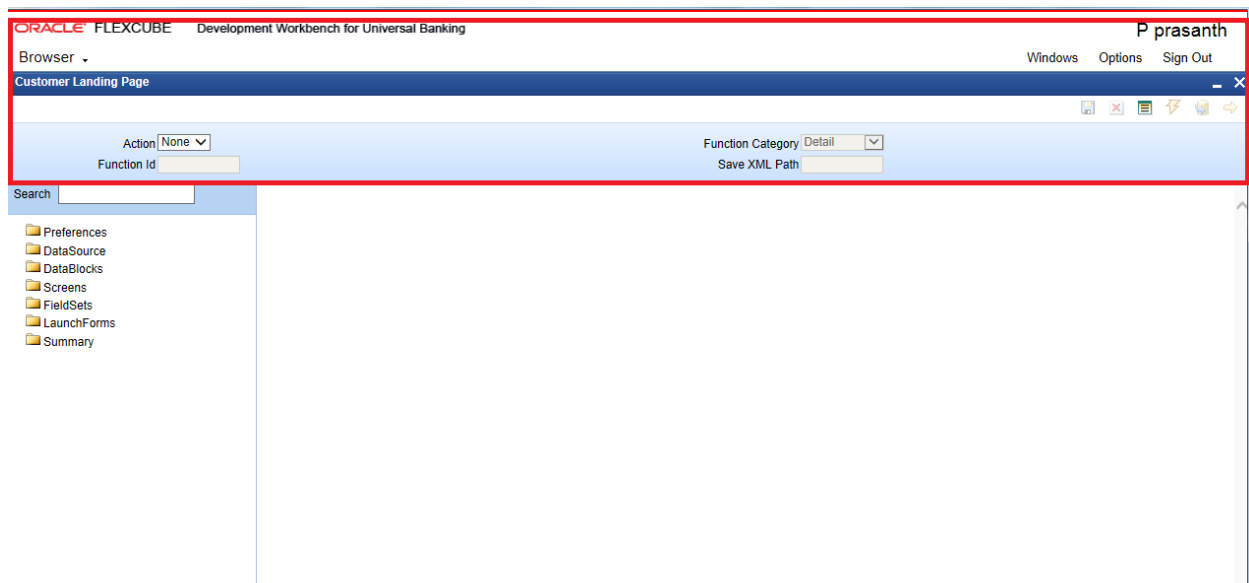 ORACLE' FLEXCUBE Development Workbench for Universal Banking P prasanth
Browser Windows Options Sign Out
Customer Landing Page
Action None Function Category Detail
Function Id Save XML Path
Search
Preferences
DataSource
DataBlocks
Screens
FieldSets
LaunchForms
Summary